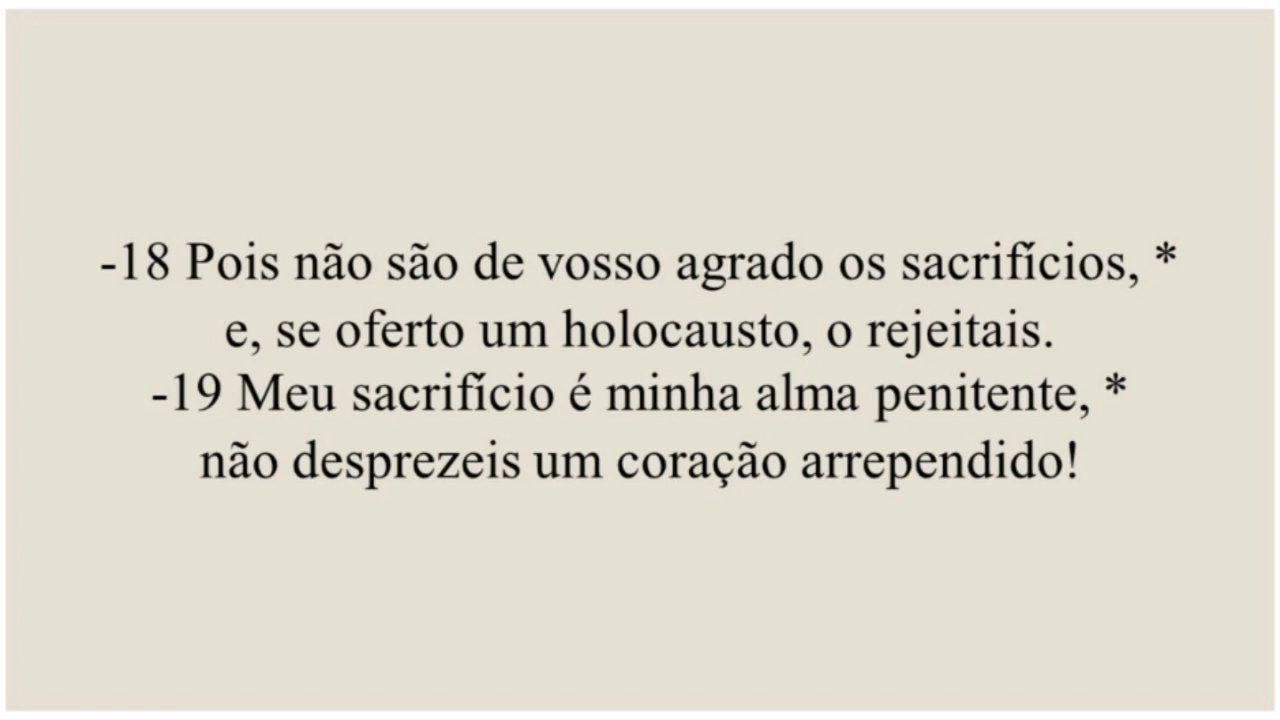 -18 Pois não são de vosso agrado os sacrifícios, *
e, se oferto um holocausto, o rejeitais.
-19 Meu sacrifício é minha alma penitente, *
não desprezeis um coração arrependido!